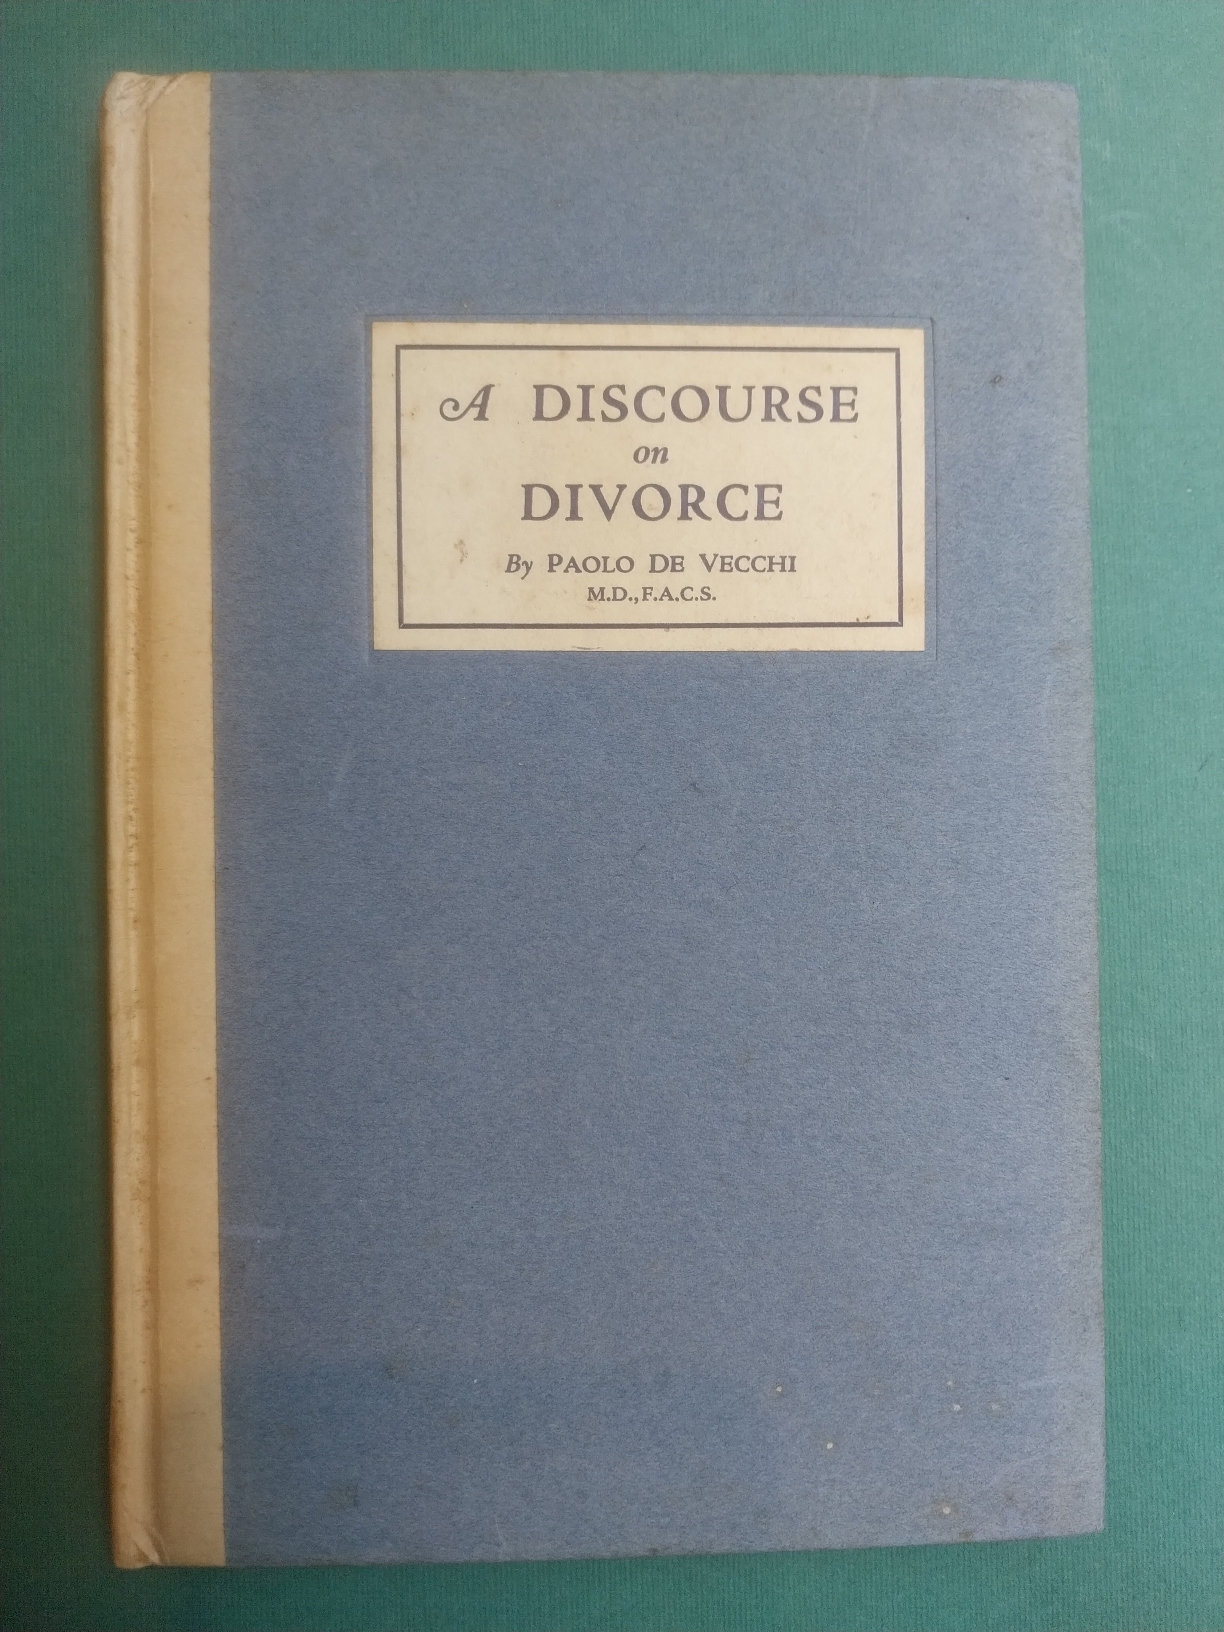 A DISCOURSE
on
DIVORCE
By PAOLO DE VECCHI
M.D., F.A.C.S.